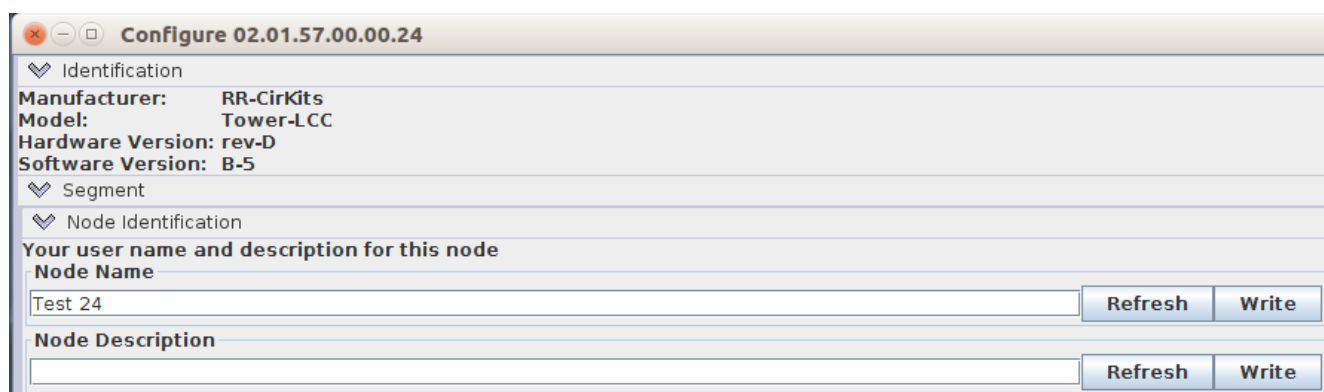 Configure 02.01.57.00.00.24
Identification
Manufacturer: RR-CirKits
Model: Tower-LCC
Hardware Version: rev-D
Software Version: B-5
Segment
Node Identification
Your user name and description for this node
Node Name
Test 24 Refresh Write
Node Description
Refresh Write